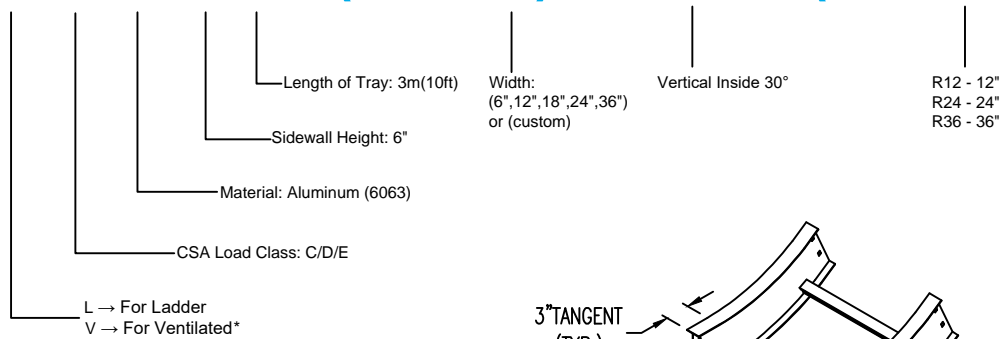 Length of Tray: 3m(10ft)
Width:
(6",12",18",24",36")
or (custom)
Vertical Inside 30°
R12 - 12"
R24 - 24"
R36 - 36"
Sidewall Height: 6"
Material: Aluminum (6063)
CSA Load Class: C/D/E
L → For Ladder
V → For Ventilated*
3"TANGENT
(TYP.)